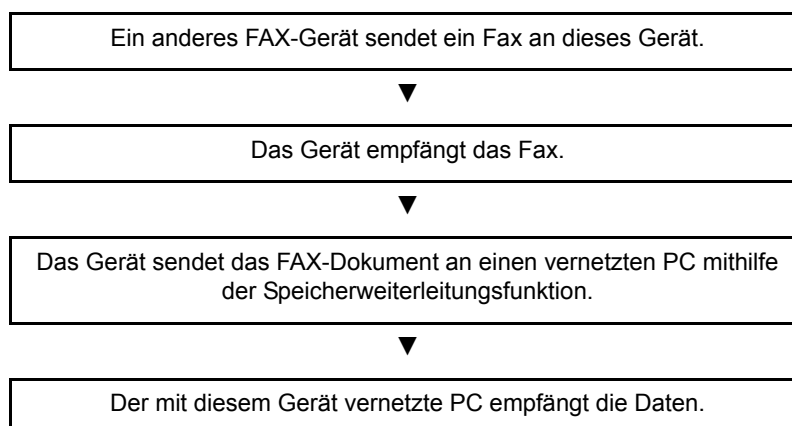 Ein anderes FAX-Gerät sendet ein Fax an dieses Gerät.
▼
Das Gerät empfängt das Fax.
▼
Das Gerät sendet das FAX-Dokument an einen vernetzten PC mithilfe
der Speicherweiterleitungsfunktion.
▼
Der mit diesem Gerät vernetzte PC empfängt die Daten.